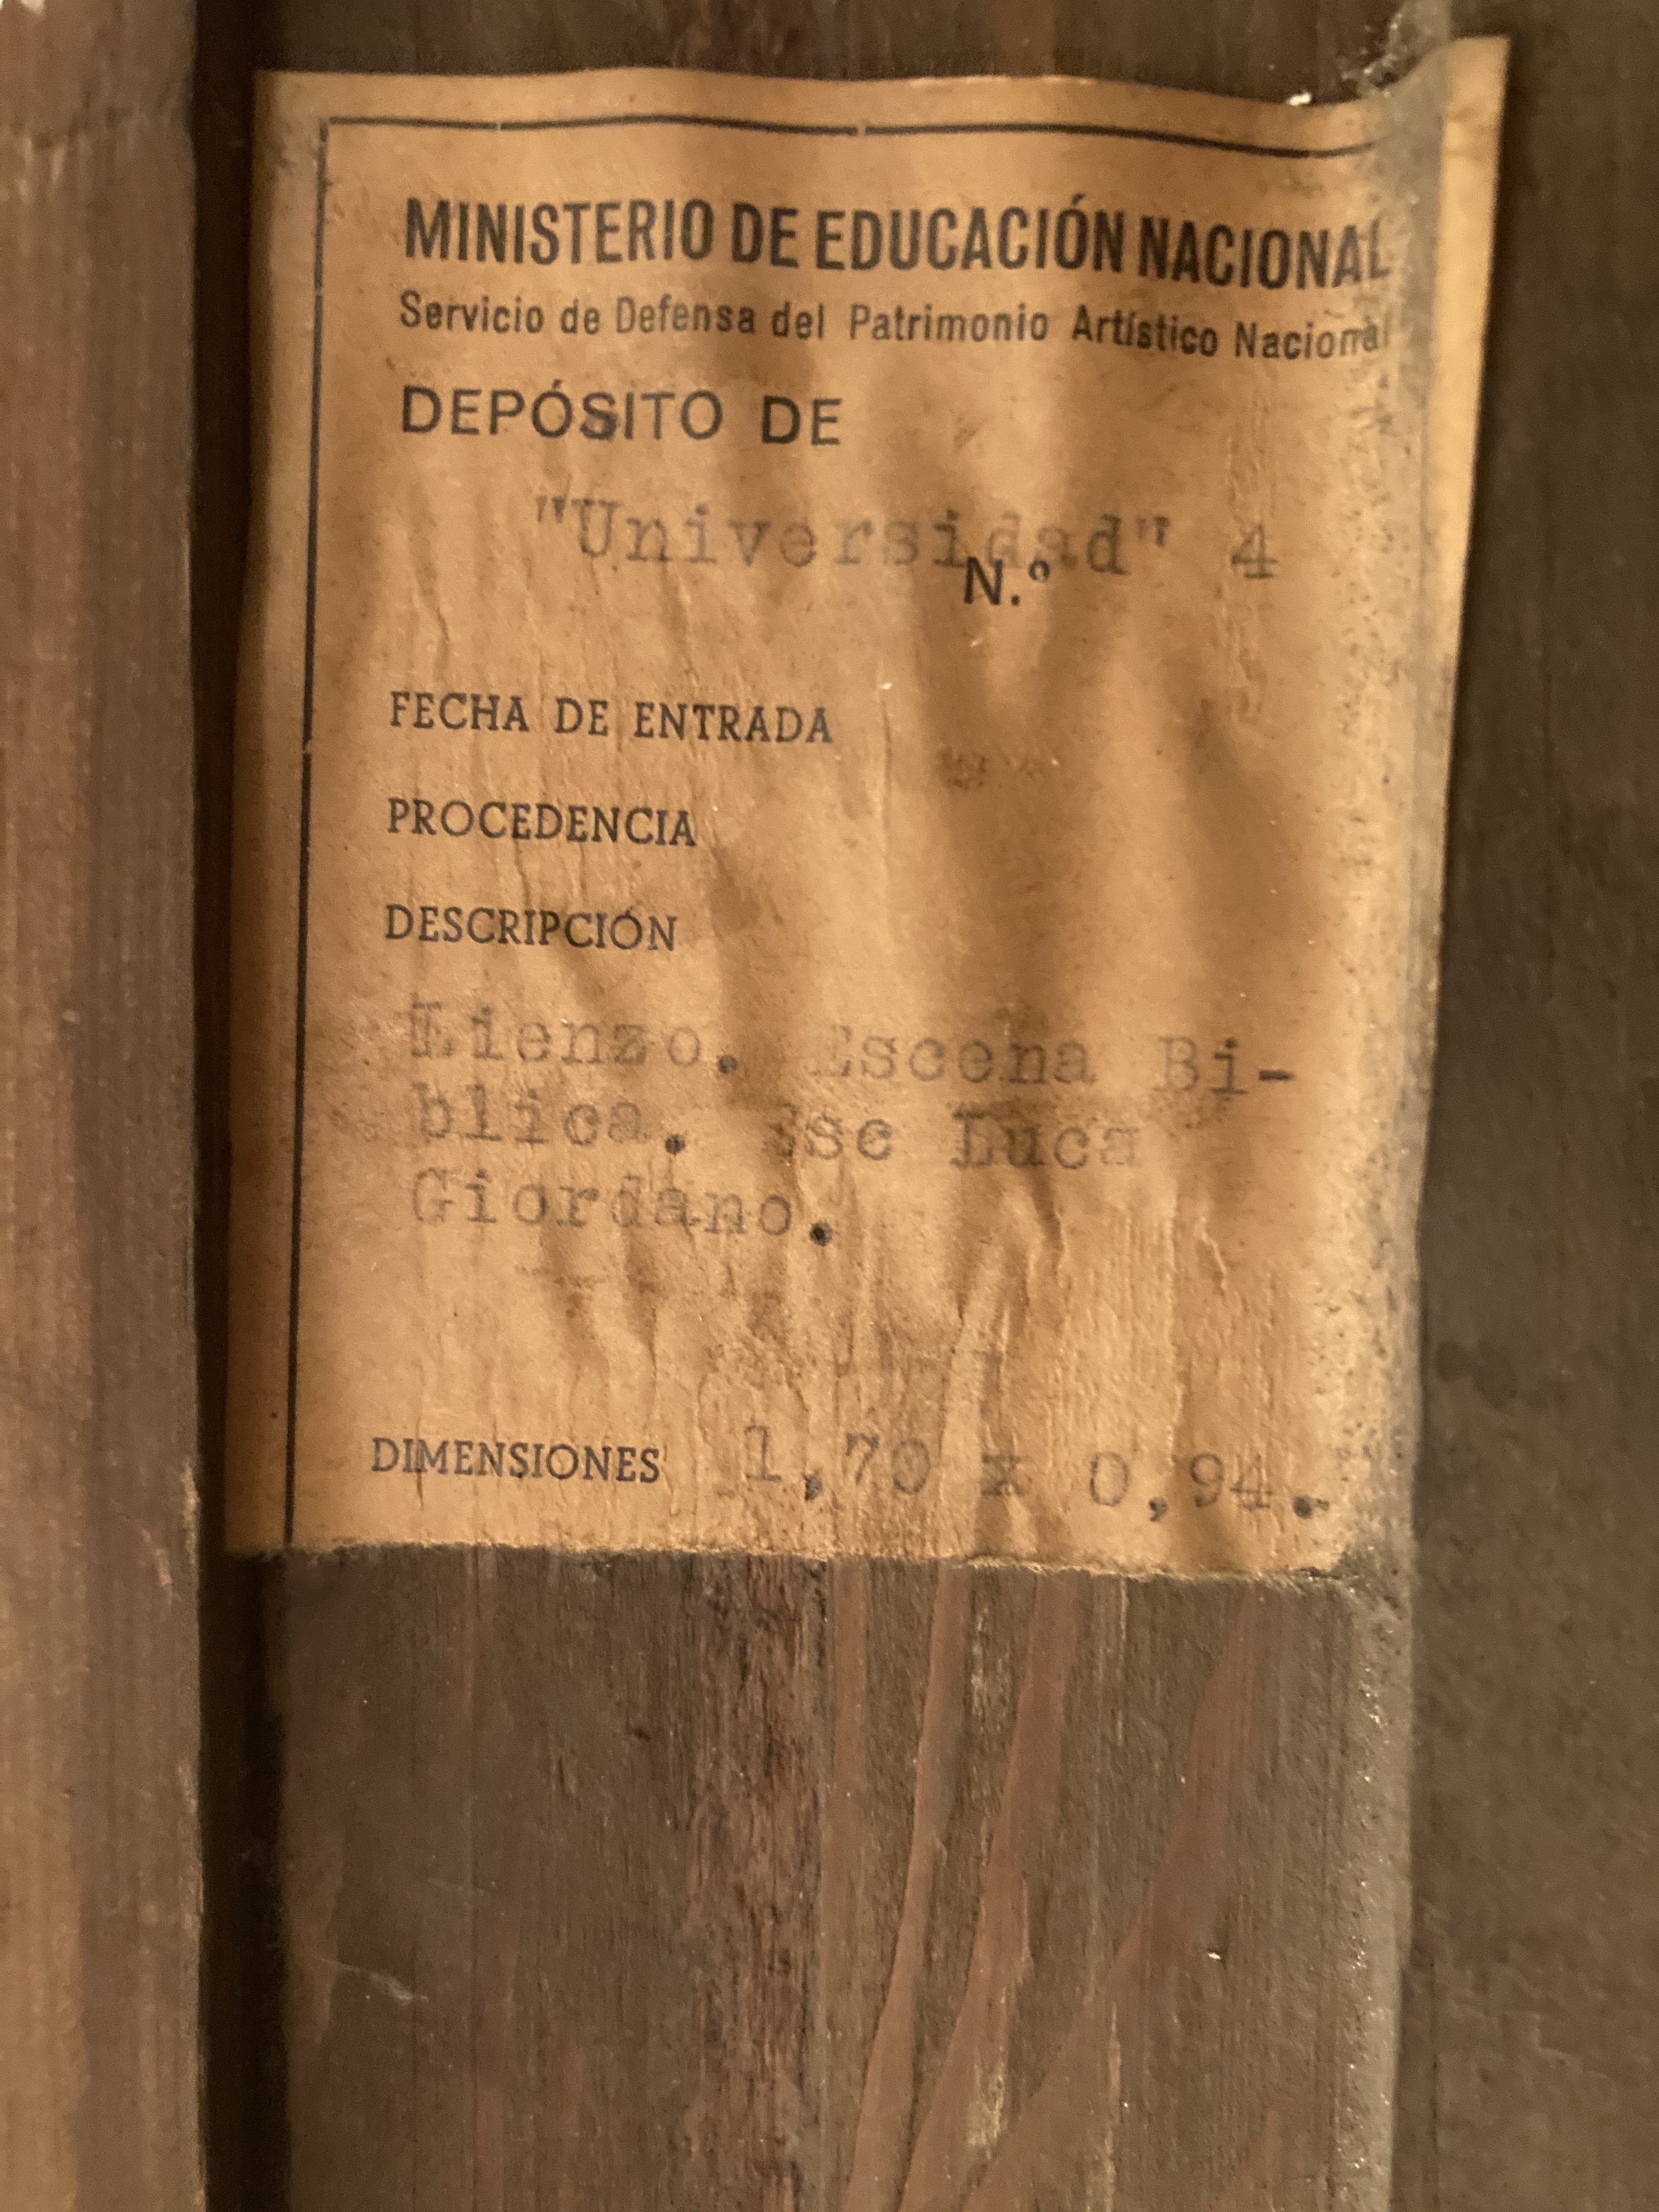 MINISTERIO DE EDUCACIÓN NACIONAL
Servicio de Defensa del Patrimonio Artístico Nacional
DEPÓSITO DE
"Universidad" 4
N.º
FECHA DE ENTRADA
PROCEDENCIA
DESCRIPCIÓN
Lienzo. Escena Bi-
blica. Luca
Giordano.
DIMENSIONES 1,70 x 0,94.